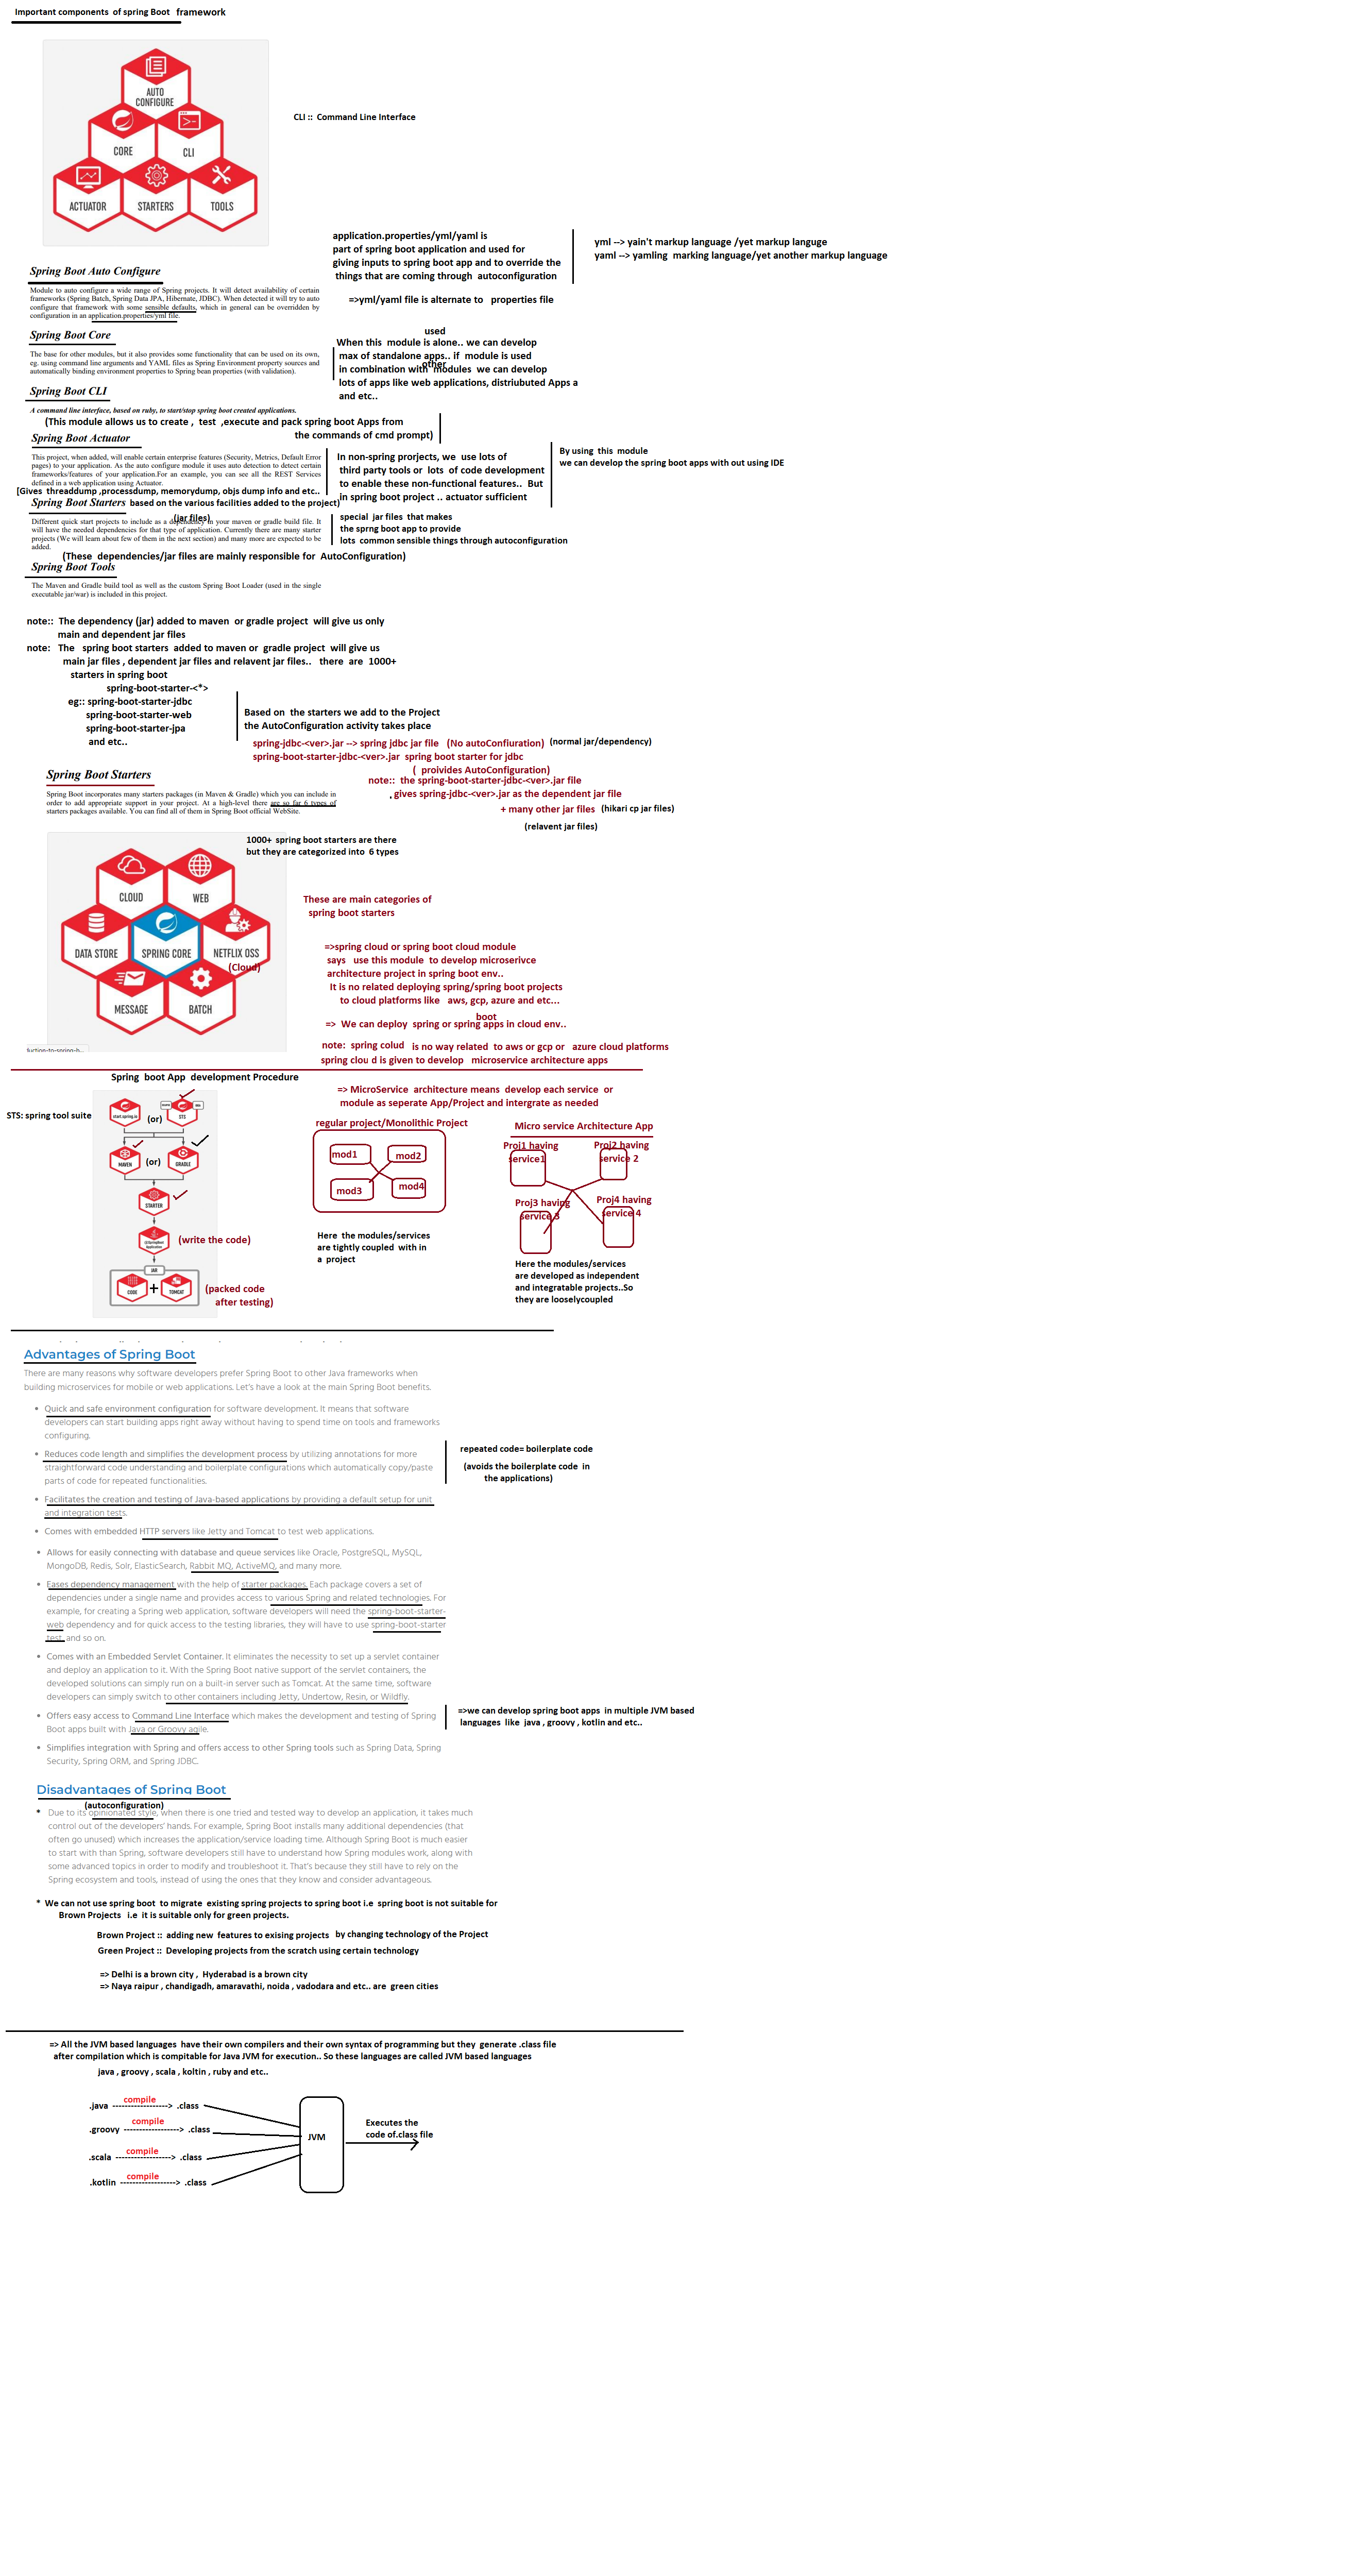 Important components of spring Boot framework
AUTO
CONFIGURE
CORE
CLI
ACTUATOR
STARTERS
TOOLS
CLI :: Command Line Interface
application.properties/yml/yaml is
part of spring boot application and used for
giving inputs to spring boot app and to override the
things that are coming through autoconfiguration
yml --> yain't markup language /yet markup languge
yaml --> yamling marking language/yet another markup language
=>yml/yaml file is alternate to properties file
Spring Boot Auto Configure
Module to auto configure a wide range of Spring projects. It will detect availability of certain
frameworks (Spring Batch, Spring Data JPA, Hibernate, JDBC). When detected it will try to auto
configure that framework with some sensible defaults, which in general can be overridden by
configuration in an application.properties/yml file.
Spring Boot Core
The base for other modules, but it also provides some functionality that can be used on its own,
eg. using command line arguments and YAML files as Spring Environment property sources and
automatically binding environment properties to Spring bean properties (with validation).
used
When this module is alone.. we can develop
max of standalone apps.. if module is used
other
in combination with modules we can develop
lots of apps like web applications, distriubuted Apps a
and etc..
Spring Boot CLI
A command line interface, based on ruby, to start/stop spring boot created applications.
(This module allows us to create , test ,execute and pack spring boot Apps from
the commands of cmd prompt)
By using this module
we can develop the spring boot apps with out using IDE
Spring Boot Actuator
This project, when added, will enable certain enterprise features (Security, Metrics, Default Error
pages) to your application. As the auto configure module it uses auto detection to detect certain
frameworks/features of your application.For an example, you can see all the REST Services
defined in a web application using Actuator.
[Gives threaddump ,processdump, memorydump, objs dump info and etc..
based on the various facilities added to the project)
In non-spring prorjects, we use lots of
third party tools or lots of code development
to enable these non-functional features.. But
in spring boot project .. actuator sufficient
Spring Boot Starters
(jar files)
Different quick start projects to include as a dependency in your maven or gradle build file. It
will have the needed dependencies for that type of application. Currently there are many starter
projects (We will learn about few of them in the next section) and many more are expected to be
added.
(These dependencies/jar files are mainly responsible for AutoConfiguration)
special jar files that makes
the sprng boot app to provide
lots common sensible things through autoconfiguration
Spring Boot Tools
The Maven and Gradle build tool as well as the custom Spring Boot Loader (used in the single
executable jar/war) is included in this project.
note:: The dependency (jar) added to maven or gradle project will give us only
main and dependent jar files
note: The spring boot starters added to maven or gradle project will give us
main jar files , dependent jar files and relavent jar files.. there are 1000+
starters in spring boot
spring-boot-starter-<*>
eg:: spring-boot-starter-jdbc
spring-boot-starter-web
spring-boot-starter-jpa
and etc..
Based on the starters we add to the Project
the AutoConfiguration activity takes place
spring-jdbc-<ver>.jar --> spring jdbc jar file (No autoConfiuration) (normal jar/dependency)
spring-boot-starter-jdbc-<ver>.jar spring boot starter for jdbc
( proivides AutoConfiguration)
note:: the spring-boot-starter-jdbc-<ver>.jar file
gives spring-jdbc-<ver>.jar as the dependent jar file
+ many other jar files (hikari cp jar files)
(relavent jar files)
Spring Boot Starters
Spring Boot incorporates many starters packages (in Maven & Gradle) which you can include in
order to add appropriate support in your project. At a high-level there are so far 6 types of
starters packages available. You can find all of them in Spring Boot official WebSite.
1000+ spring boot starters are there
but they are categorized into 6 types
CLOUD
WEB
DATA STORE
SPRING CORE
NETFLIX OSS
(Cloud)
MESSAGE
BATCH
These are main categories of
spring boot starters
=>spring cloud or spring boot cloud module
says use this module to develop microserivce
architecture project in spring boot env..
It is no related deploying spring/spring boot projects
to cloud platforms like aws, gcp, azure and etc...
boot
=> We can deploy spring or spring apps in cloud env..
note: spring colud is no way related to aws or gcp or azure cloud platforms
spring clou d is given to develop microservice architecture apps
Spring boot App development Procedure
STS: spring tool suite
start.spring.io
(or)
STS
MAVEN
(or)
GRADLE
STARTER
(write the code)
JAR
CODE
+
TOMCAT
(packed code
after testing)
=> MicroService architecture means develop each service or
module as seperate App/Project and intergrate as needed
regular project/Monolithic Project
mod1
mod2
mod3
mod4
Here the modules/services
are tightly coupled with in
a project
Micro service Architecture App
Proj1 having
service1
Proj2 having
service 2
Proj3 having
service 3
Proj4 having
service 4
Here the modules/services
are developed as independent
and integratable projects..So
they are looselycoupled
Advantages of Spring Boot
There are many reasons why software developers prefer Spring Boot to other Java frameworks when
building microservices for mobile or web applications. Let's have a look at the main Spring Boot benefits.
• Quick and safe environment configuration for software development. It means that software
developers can start building apps right away without having to spend time on tools and frameworks
configuring.
• Reduces code length and simplifies the development process by utilizing annotations for more
straightforward code understanding and boilerplate configurations which automatically copy/paste
parts of code for repeated functionalities.
repeated code= boilerplate code
(avoids the boilerplate code in
the applications)
• Facilitates the creation and testing of Java-based applications by providing a default setup for unit
and integration tests.
• Comes with embedded HTTP servers like Jetty and Tomcat to test web applications.
• Allows for easily connecting with database and queue services like Oracle, PostgreSQL, MySQL,
MongoDB, Redis, Solr, ElasticSearch, Rabbit MQ, ActiveMQ, and many more.
• Eases dependency management with the help of starter packages. Each package covers a set of
dependencies under a single name and provides access to various Spring and related technologies. For
example, for creating a Spring web application, software developers will need the spring-boot-starter-
web dependency and for quick access to the testing libraries, they will have to use spring-boot-starter
test, and so on.
• Comes with an Embedded Servlet Container. It eliminates the necessity to set up a servlet container
and deploy an application to it. With the Spring Boot native support of the servlet containers, the
developed solutions can simply run on a built-in server such as Tomcat. At the same time, software
developers can simply switch to other containers including Jetty, Undertow, Resin, or Wildfly.
• Offers easy access to Command Line Interface which makes the development and testing of Spring
Boot apps built with Java or Groovy agile.
=>we can develop spring boot apps in multiple JVM based
languages like java , groovy , kotlin and etc..
• Simplifies integration with Spring and offers access to other Spring tools such as Spring Data, Spring
Security, Spring ORM, and Spring JDBC.
Disadvantages of Spring Boot
(autoconfiguration)
• Due to its opinionated style, when there is one tried and tested way to develop an application, it takes much
control out of the developers' hands. For example, Spring Boot installs many additional dependencies (that
often go unused) which increases the application/service loading time. Although Spring Boot is much easier
to start with than Spring, software developers still have to understand how Spring modules work, along with
some advanced topics in order to modify and troubleshoot it. That's because they still have to rely on the
Spring ecosystem and tools, instead of using the ones that they know and consider advantageous.
* We can not use spring boot to migrate existing spring projects to spring boot i.e spring boot is not suitable for
Brown Projects i.e it is suitable only for green projects.
Brown Project :: adding new features to exising projects by changing technology of the Project
Green Project :: Developing projects from the scratch using certain technology
=> Delhi is a brown city , Hyderabad is a brown city
=> Naya raipur , chandigadh, amaravathi, noida , vadodara and etc.. are green cities
=> All the JVM based languages have their own compilers and their own syntax of programming but they generate .class file
after compilation which is compitable for Java JVM for execution.. So these languages are called JVM based languages
java , groovy , scala , koltin , ruby and etc..
compile
.java ------------------> .class
compile
.groovy ------------------> .class
compile
.scala ------------------> .class
compile
.kotlin -------------------> .class
JVM
Executes the
code of.class file